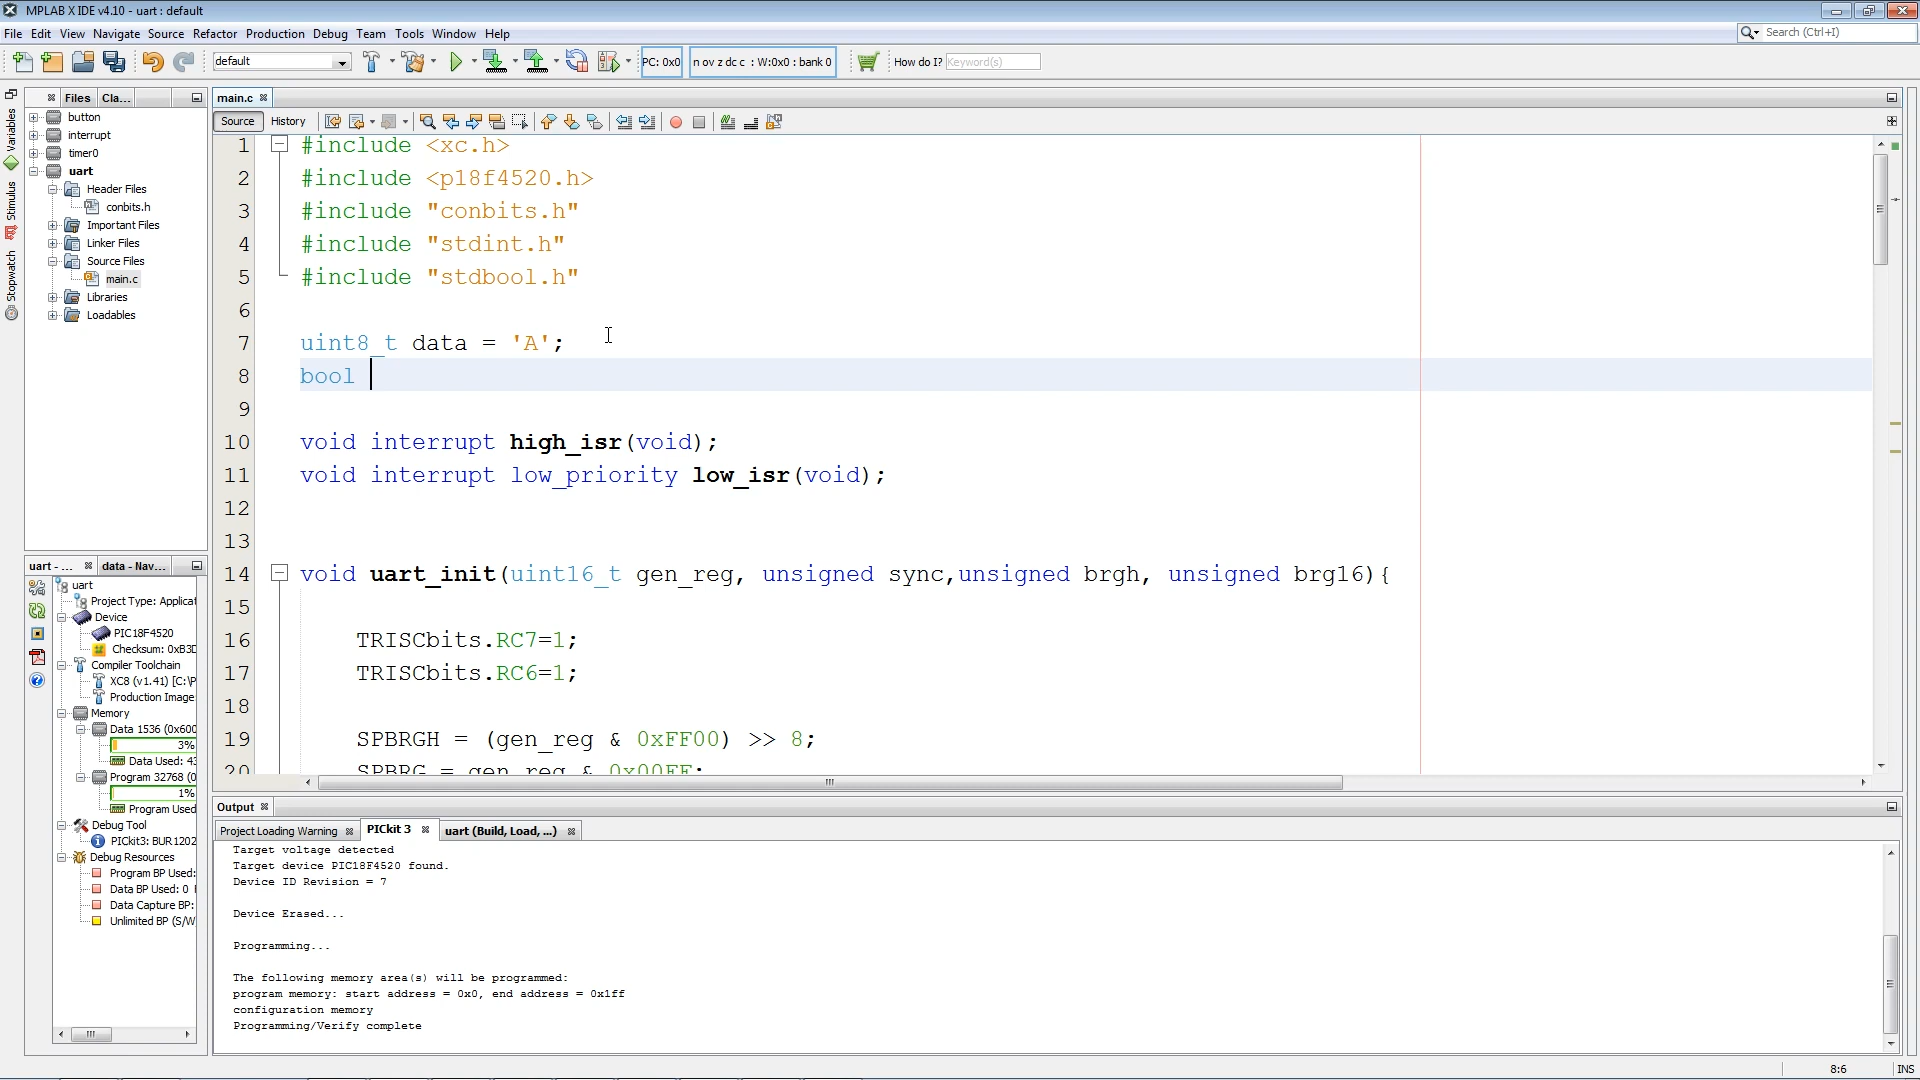 MPLAB X IDE v4.10 - uart : default
File Edit View Navigate Source Refactor Production Debug Team Tools Window Help
Search (Ctrl+I)
default
PC: 0x0
n ov z dc c : W:0x0 : bank 0
How do I? Keyword(s)
Files Cla...
main.c
Variables
Stimulus
Stopwatch
button
interrupt
timer0
uart
Header Files
conbits.h
Important Files
Linker Files
Source Files
main.c
Libraries
Loadables
Source History
1 #include <xc.h>
2 #include <p18f4520.h>
3 #include "conbits.h"
4 #include "stdint.h"
5 #include "stdbool.h"
6
7 uint8_t data = 'A';
8 bool
9
10 void interrupt high_isr(void);
11 void interrupt low_priority low_isr(void);
12
13
14 void uart_init(uint16_t gen_reg, unsigned sync,unsigned brgh, unsigned brg16){
15
16 TRISCbits.RC7=1;
17 TRISCbits.RC6=1;
18
19 SPBRGH = (gen_reg & 0xFF00) >> 8;
20 SPBRG = gen_reg & 0x00FF;
uart - ... data - Nav...
uart
Project Type: Applicat
Device
PIC18F4520
Checksum: 0xB3D
Compiler Toolchain
XC8 (v1.41) [C:\P
Production Image
Memory
Data 1536 (0x600
3%
Data Used: 43
Program 32768 (0
1%
Program Used
Debug Tool
PICkit3: BUR1202
Debug Resources
Program BP Used:
Data BP Used: 0
Data Capture BP:
Unlimited BP (S/W
Output
Project Loading Warning PICkit 3 uart (Build, Load, ...)
Target voltage detected
Target device PIC18F4520 found.
Device ID Revision = 7
Device Erased...
Programming...
The following memory area(s) will be programmed:
program memory: start address = 0x0, end address = 0x1ff
configuration memory
Programming/Verify complete
8:6 INS